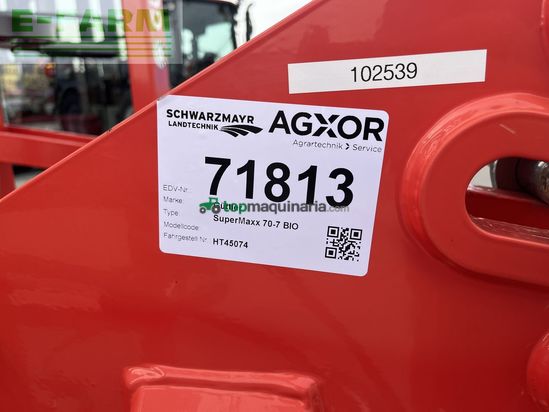 E-FARM
102539
SCHWARZMAYR
LANDTECHNIK
AGXOR
Agrartechnik > Service
71813
EDV-Nr.
Marke:
topmaquinaria.com
Type: SuperMaxx 70-7 BIO
Modellcode:
Fahrgestell Nr. HT45074